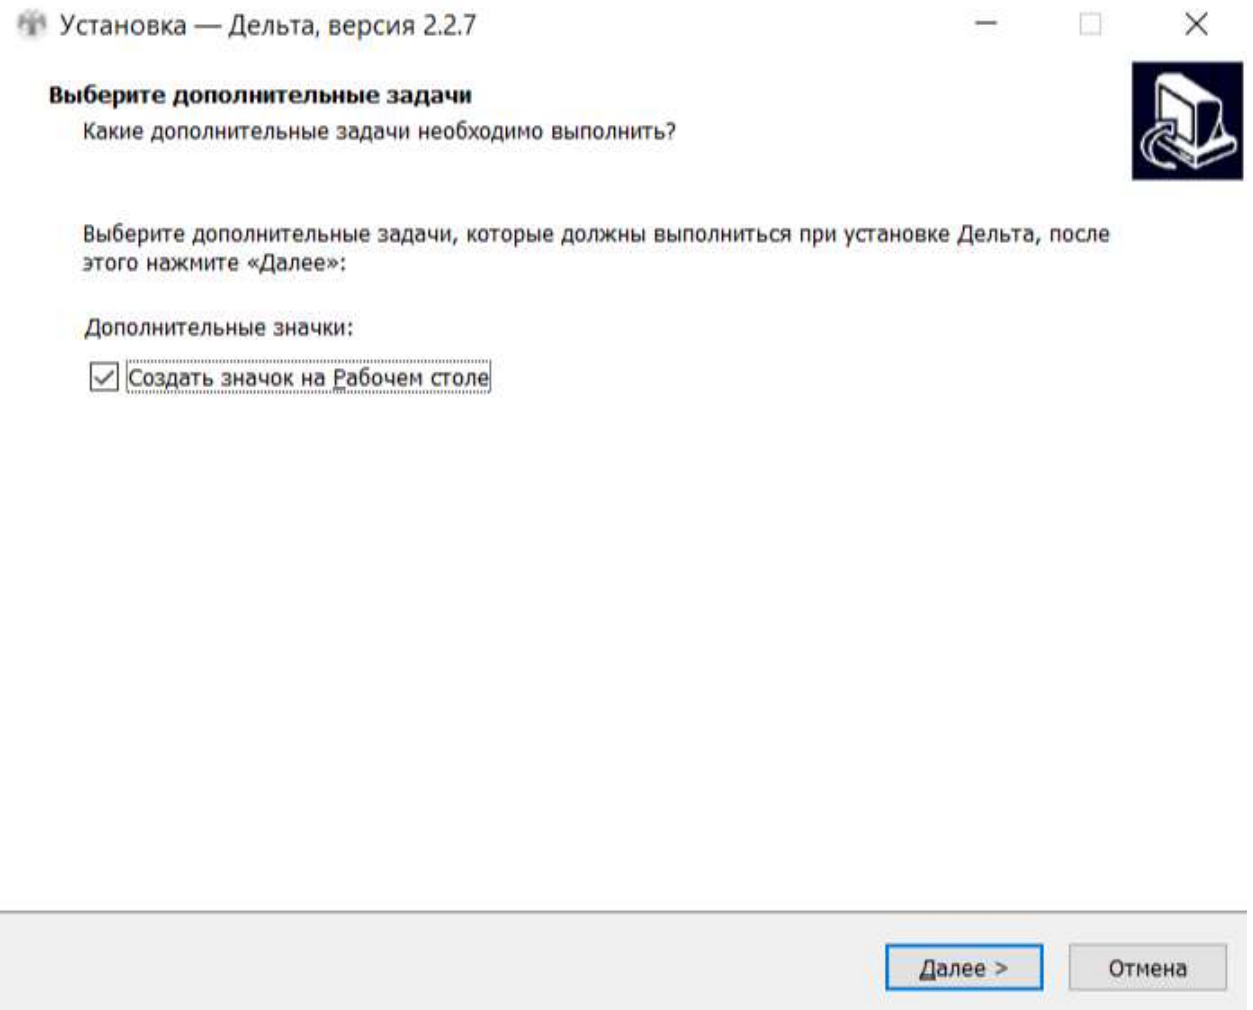 Установка — Дельта, версия 2.2.7
Выберите дополнительные задачи
Какие дополнительные задачи необходимо выполнить?
Выберите дополнительные задачи, которые должны выполниться при установке Дельта, после
этого нажмите «Далее»:
Дополнительные значки:
Создать значок на Рабочем столе
Далее > Отмена